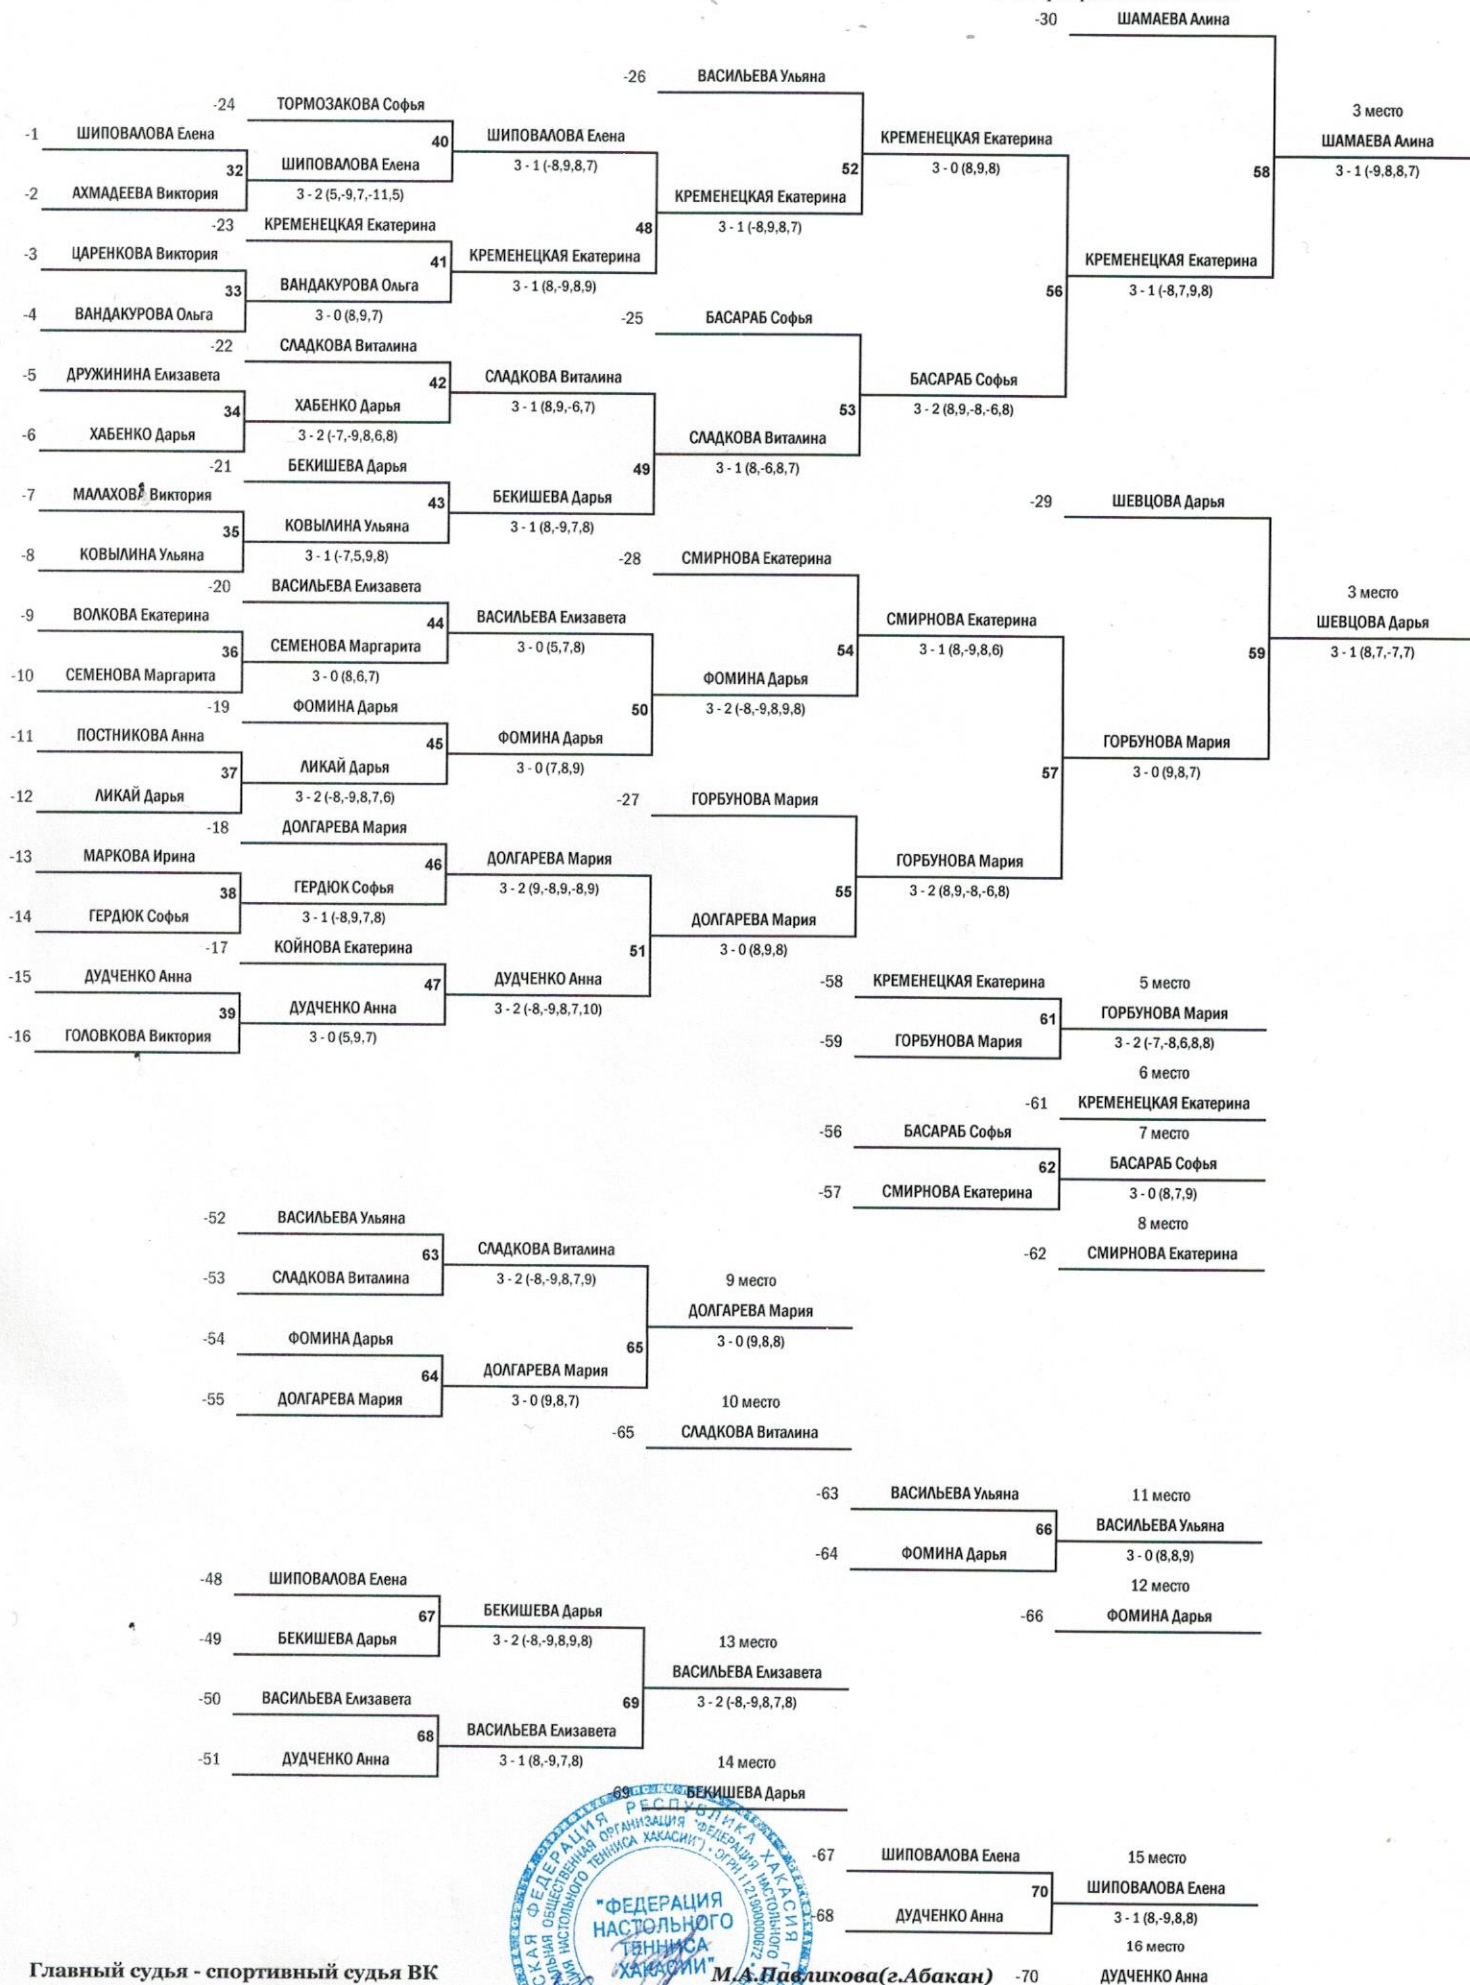 -30 ШАМАЕВА Алина
-26 ВАСИЛЬЕВА Ульяна
-24 ТОРМОЗАКОВА Софья
3 место
-1 ШИПОВАЛОВА Елена 40 ШИПОВАЛОВА Елена КРЕМЕНЕЦКАЯ Екатерина ШАМАЕВА Алина
32 ШИПОВАЛОВА Елена 3 - 1 (-8,9,8,7) 52 3 - 0 (8,9,8) 58 3 - 1 (-9,8,8,7)
-2 АХМАДЕЕВА Виктория 3 - 2 (5,-9,7,-11,5) КРЕМЕНЕЦКАЯ Екатерина
-23 КРЕМЕНЕЦКАЯ Екатерина 48 3 - 1 (-8,9,8,7)
-3 ЦАРЕНКОВА Виктория 41 КРЕМЕНЕЦКАЯ Екатерина КРЕМЕНЕЦКАЯ Екатерина
33 ВАНДАКУРОВА Ольга 3 - 1 (8,-9,8,9) 56 3 - 1 (-8,7,9,8)
-4 ВАНДАКУРОВА Ольга 3 - 0 (8,9,7) -25 БАСАРАБ Софья
-22 СЛАДКОВА Виталина
-5 ДРУЖИНИНА Елизавета 42 СЛАДКОВА Виталина БАСАРАБ Софья
34 ХАБЕНКО Дарья 3 - 1 (8,9,-6,7) 53 3 - 2 (8,9,-8,-6,8)
-6 ХАБЕНКО Дарья 3 - 2 (-7,-9,8,6,8) СЛАДКОВА Виталина
-21 БЕКИШЕВА Дарья 49 3 - 1 (8,-6,8,7)
-7 МАЛАХОВА Виктория 43 БЕКИШЕВА Дарья -29 ШЕВЦОВА Дарья
35 КОВЫЛИНА Ульяна 3 - 1 (8,-9,7,8)
-8 КОВЫЛИНА Ульяна 3 - 1 (-7,5,9,8) -28 СМИРНОВА Екатерина
-20 ВАСИЛЬЕВА Елизавета 3 место
-9 ВОЛКОВА Екатерина 44 ВАСИЛЬЕВА Елизавета СМИРНОВА Екатерина ШЕВЦОВА Дарья
36 СЕМЕНОВА Маргарита 3 - 0 (5,7,8) 54 3 - 1 (8,-9,8,6) 59 3 - 1 (8,7,-7,7)
-10 СЕМЕНОВА Маргарита 3 - 0 (8,6,7) ФОМИНА Дарья
-19 ФОМИНА Дарья 50 3 - 2 (-8,-9,8,9,8)
-11 ПОСТНИКОВА Анна 45 ФОМИНА Дарья ГОРБУНОВА Мария
37 ЛИКАЙ Дарья 3 - 0 (7,8,9) 57 3 - 0 (9,8,7)
-12 ЛИКАЙ Дарья 3 - 2 (-8,-9,8,7,6) -27 ГОРБУНОВА Мария
-18 ДОЛГАРЕВА Мария
-13 МАРКОВА Ирина 46 ДОЛГАРЕВА Мария ГОРБУНОВА Мария
38 ГЕРДЮК Софья 3 - 2 (9,-8,9,-8,9) 55 3 - 2 (8,9,-8,-6,8)
-14 ГЕРДЮК Софья 3 - 1 (-8,9,7,8) ДОЛГАРЕВА Мария
-17 КОЙНОВА Екатерина 51 3 - 0 (8,9,8)
-15 ДУДЧЕНКО Анна 47 ДУДЧЕНКО Анна -58 КРЕМЕНЕЦКАЯ Екатерина 5 место
39 ДУДЧЕНКО Анна 3 - 2 (-8,-9,8,7,10) 61 ГОРБУНОВА Мария
-16 ГОЛОВКОВА Виктория 3 - 0 (5,9,7) -59 ГОРБУНОВА Мария 3 - 2 (-7,-8,6,8,8)
6 место
-61 КРЕМЕНЕЦКАЯ Екатерина
-56 БАСАРАБ Софья 7 место
62 БАСАРАБ Софья
-57 СМИРНОВА Екатерина 3 - 0 (8,7,9)
-52 ВАСИЛЬЕВА Ульяна 8 место
63 СЛАДКОВА Виталина -62 СМИРНОВА Екатерина
-53 СЛАДКОВА Виталина 3 - 2 (-8,-9,8,7,9) 9 место
ДОЛГАРЕВА Мария
-54 ФОМИНА Дарья 65 3 - 0 (9,8,8)
64 ДОЛГАРЕВА Мария
-55 ДОЛГАРЕВА Мария 3 - 0 (9,8,7) 10 место
-65 СЛАДКОВА Виталина
-63 ВАСИЛЬЕВА Ульяна 11 место
66 ВАСИЛЬЕВА Ульяна
-64 ФОМИНА Дарья 3 - 0 (8,8,9)
-48 ШИПОВАЛОВА Елена 12 место
67 БЕКИШЕВА Дарья -66 ФОМИНА Дарья
-49 БЕКИШЕВА Дарья 3 - 2 (-8,-9,8,9,8) 13 место
ВАСИЛЬЕВА Елизавета
-50 ВАСИЛЬЕВА Елизавета 69 3 - 2 (-8,-9,8,7,8)
68 ВАСИЛЬЕВА Елизавета
-51 ДУДЧЕНКО Анна 3 - 1 (8,-9,7,8) 14 место
-69 БЕКИШЕВА Дарья
-67 ШИПОВАЛОВА Елена 15 место
70 ШИПОВАЛОВА Елена
-68 ДУДЧЕНКО Анна 3 - 1 (8,-9,8,8)
16 место
-70 ДУДЧЕНКО Анна
"ФЕДЕРАЦИЯ
НАСТОЛЬНОГО
ТЕННИСА
ХАКАСИИ"
Главный судья - спортивный судья ВК М.А.Павликова(г.Абакан)